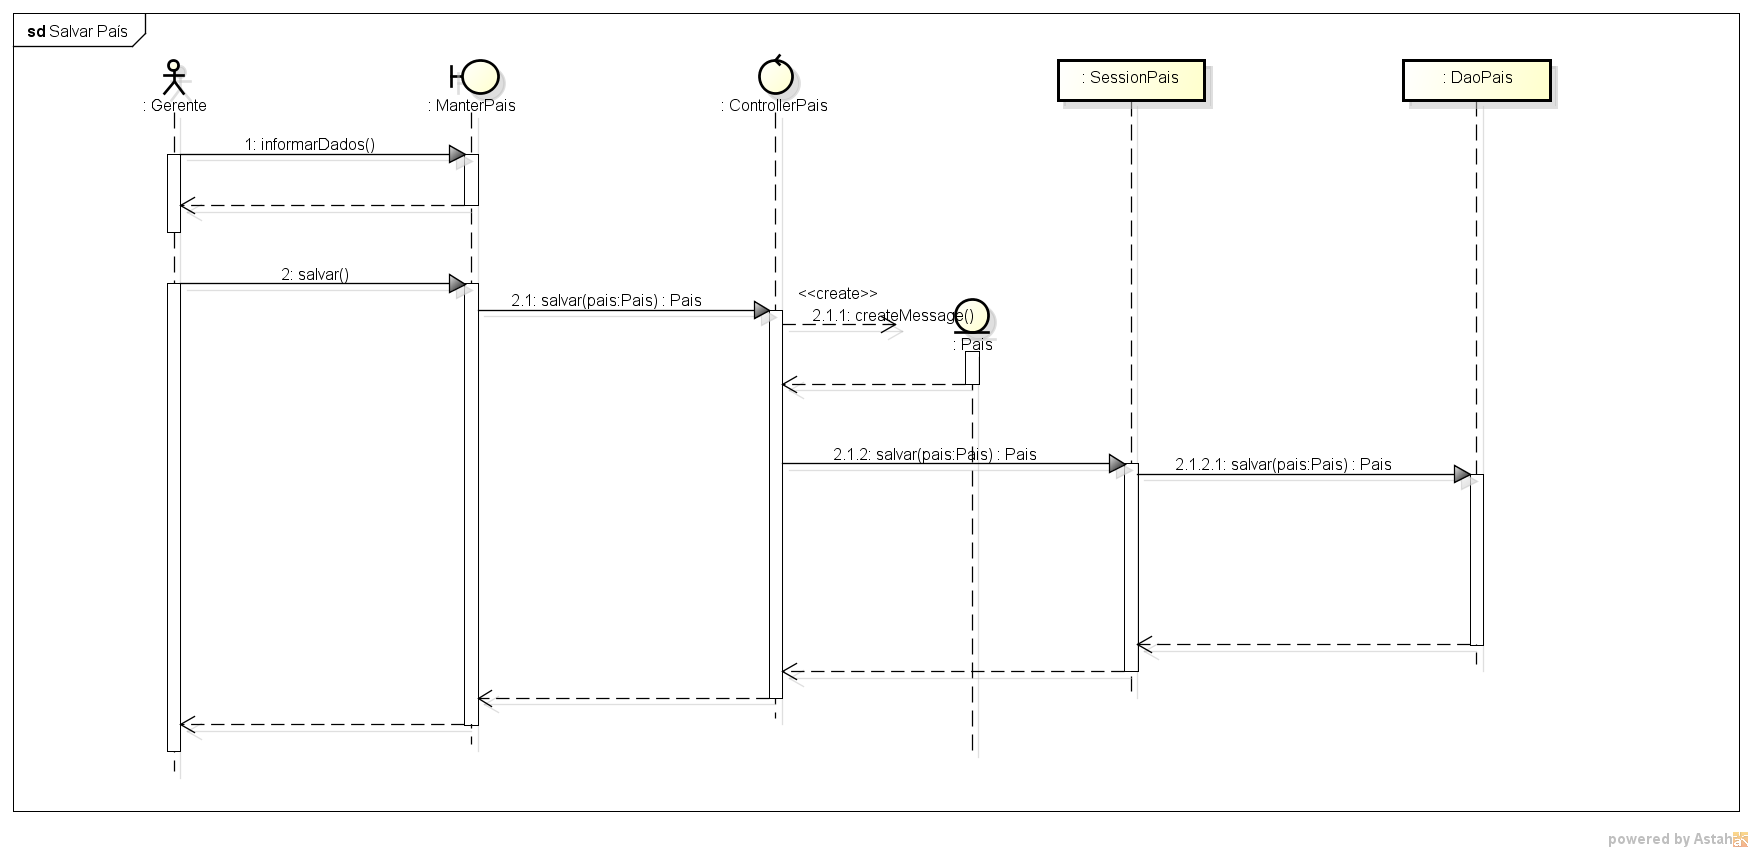 sd Salvar País
: Gerente
: ManterPais
: ControllerPais
: SessionPais
: DaoPais
1: informarDados()
2: salvar()
2.1: salvar(pais:Pais) : Pais
<<create>>
2.1.1: createMessage()
: Pais
2.1.2: salvar(pais:Pais) : Pais
2.1.2.1: salvar(pais:Pais) : Pais
powered by Astah